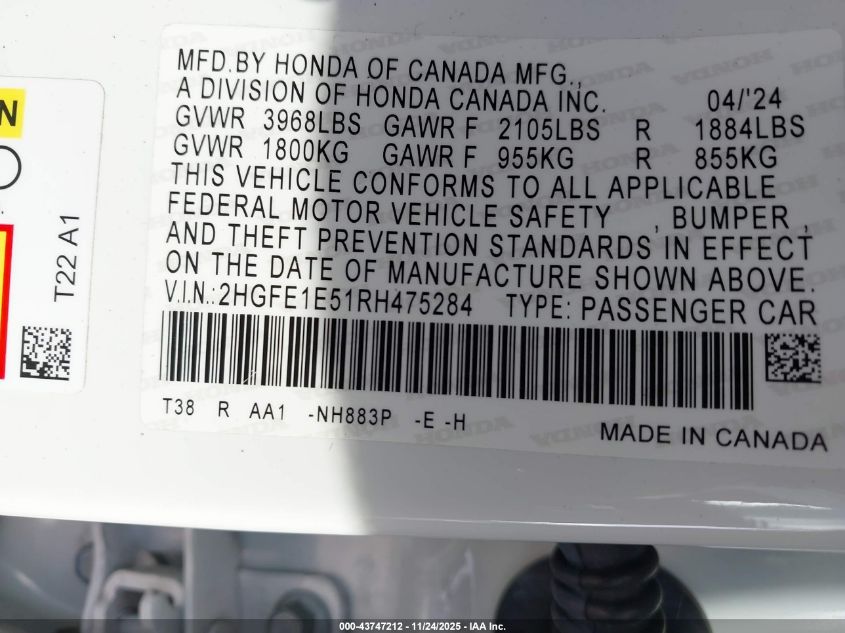 N
T22 A1
MFD.BY HONDA OF CANADA MFG.,
A DIVISION OF HONDA CANADA INC. 04/'24
GVWR 3968LBS GAWR F 2105LBS R 1884LBS
GVWR 1800KG GAWR F 955KG R 855KG
THIS VEHICLE CONFORMS TO ALL APPLICABLE
FEDERAL MOTOR VEHICLE SAFETY , BUMPER ,
AND THEFT PREVENTION STANDARDS IN EFFECT
ON THE DATE OF MANUFACTURE SHOWN ABOVE.
V.I.N.:2HGFE1E51RH475284 TYPE: PASSENGER CAR
T38 R AA1 -NH883P -E -H
MADE IN CANADA
000-43747212 - 11/24/2025 - IAA Inc.